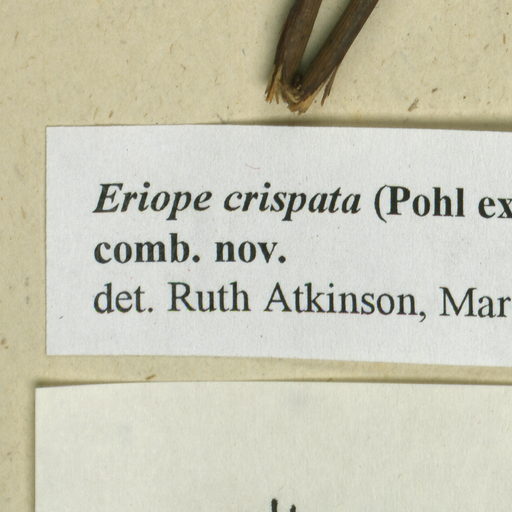 Eriope crispata (Pohl ex
comb. nov.
det. Ruth Atkinson, Mar